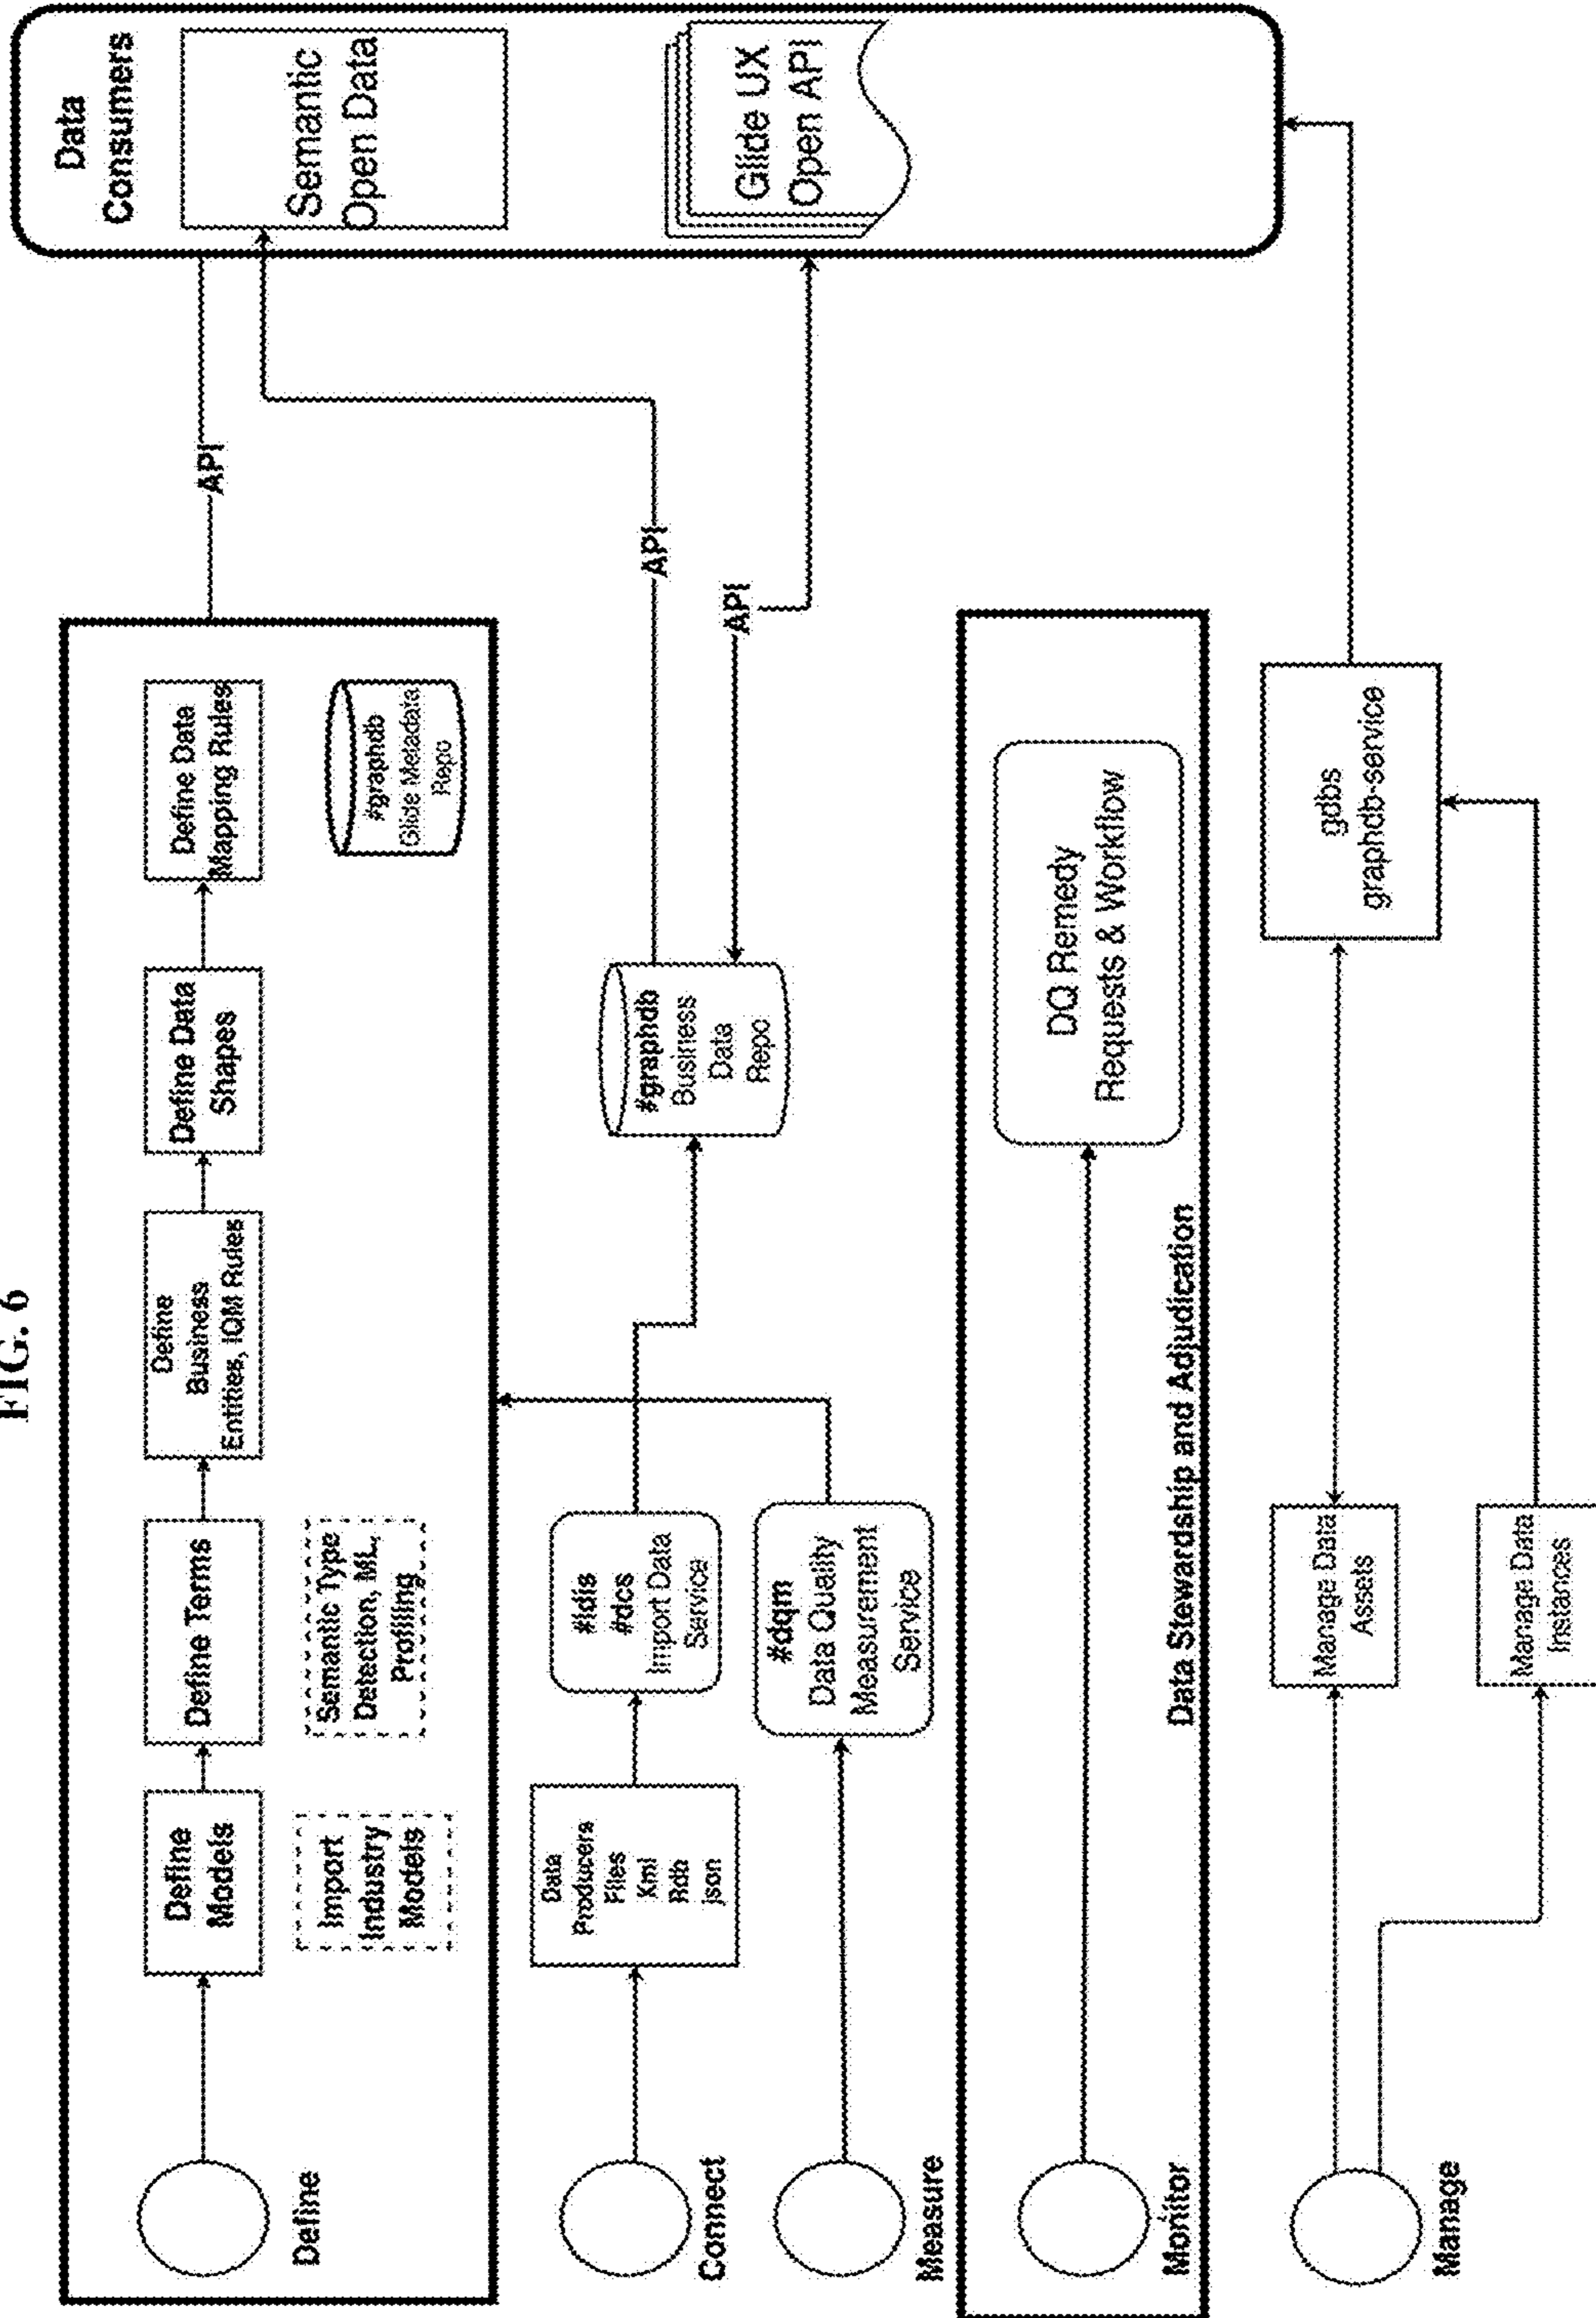 FIG. 6
Define
Define
Models
Define Terms
Define
Business
Entities, IQM Rules
Define Data
Shapes
Define Data
Mapping Rules
Import
Industry
Models
Semantic Type
Detection, ML,
Profiling
#graphdb
Glide Metadata
Repo
API
Data
Consumers
Semantic
Open Data
Glide UX
Open API
Connect
Data
Producers
Files
Xml
Rdb
json
#idis
#dcs
Import Data
Service
#graphdb
Business
Data
Repo
API
API
Measure
#dqm
Data Quality
Measurement
Service
Monitor
DQ Remedy
Requests & Workflow
Data Stewardship and Adjudication
Manage
Manage Data
Assets
Manage Data
Instances
gdbs
graphdb-service